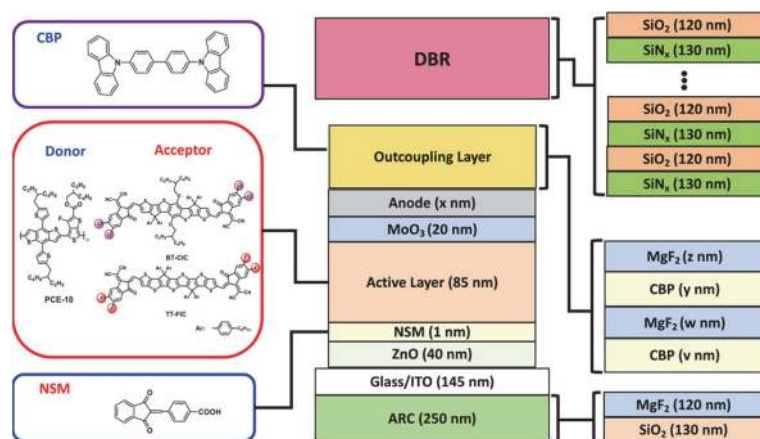 CBP
N
N
Donor
Acceptor
BT-CIC
PCE-10
TT-FIC
Ar:
NSM
O
O
COOH
DBR
Outcoupling Layer
Anode (x nm)
MoO₃ (20 nm)
Active Layer (85 nm)
NSM (1 nm)
ZnO (40 nm)
Glass/ITO (145 nm)
ARC (250 nm)
SiO₂ (120 nm)
SiNₓ (130 nm)
SiO₂ (120 nm)
SiNₓ (130 nm)
SiO₂ (120 nm)
SiNₓ (130 nm)
MgF₂ (z nm)
CBP (y nm)
MgF₂ (w nm)
CBP (v nm)
MgF₂ (120 nm)
SiO₂ (130 nm)